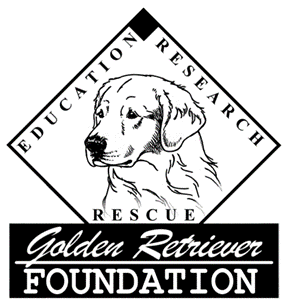 EDUCATION
RESEARCH
RESCUE
Golden Retriever
FOUNDATION